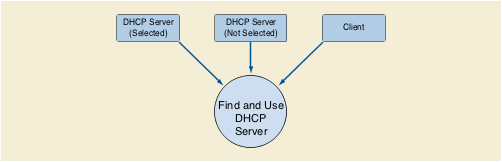 DHCP Server
(Selected)
DHCP Server
(Not Selected)
Client
Find and Use
DHCP
Server